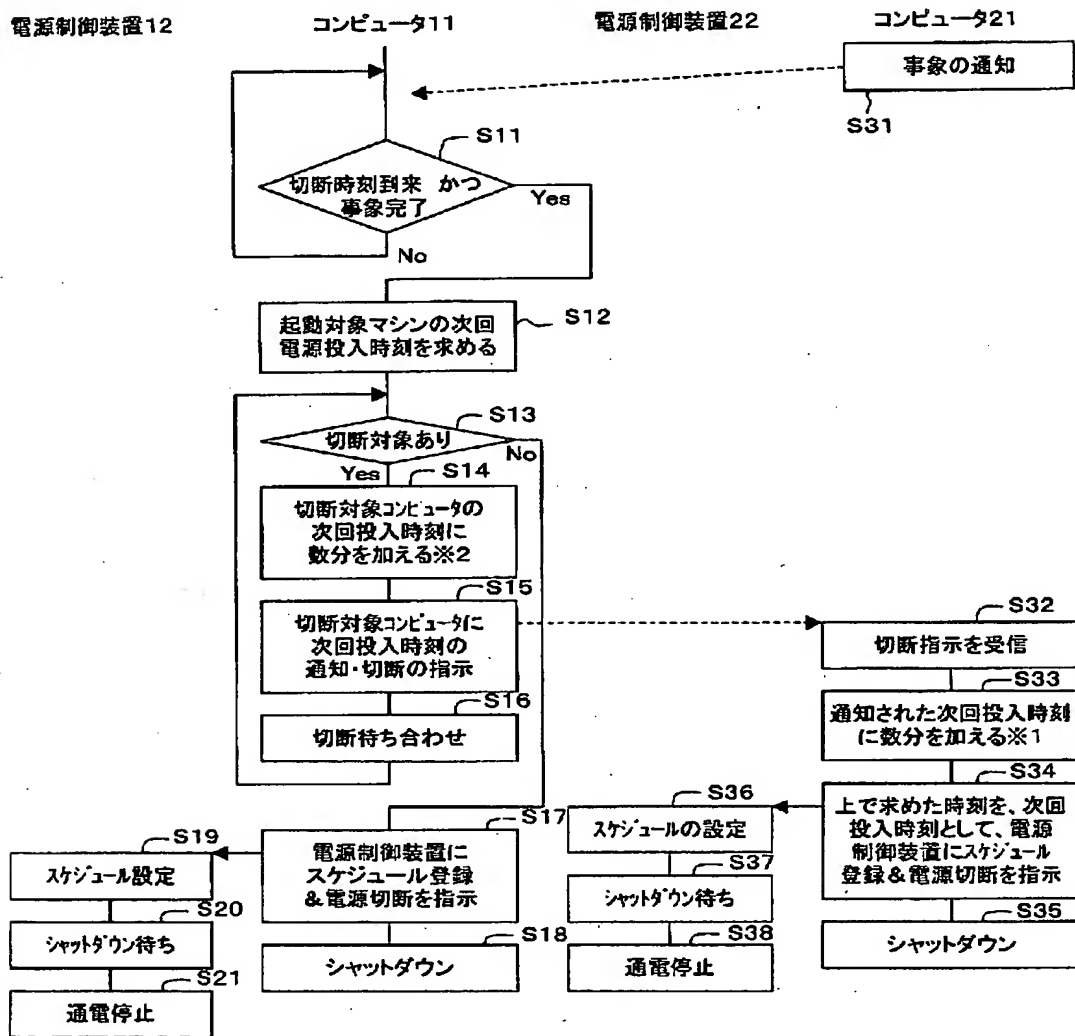 電源制御装置12
コンピュータ11
電源制御装置22
コンピュータ21
事象の通知
S31
S11
切断時刻到来 かつ
事象完了
Yes
No
S12
起動対象マシンの次回
電源投入時刻を求める
S13
切断対象あり
No
Yes
S14
切断対象コンピュータの
次回投入時刻に
数分を加える※2
S15
切断対象コンピュータに
次回投入時刻の
通知・切断の指示
S16
切断待ち合わせ
S32
切断指示を受信
S33
通知された次回投入時刻
に数分を加える※1
S34
上で求めた時刻を、次回
投入時刻として、電源
制御装置にスケジュール
登録&電源切断を指示
S35
シャットダウン
S36
スケジュールの設定
S37
シャットダウン待ち
S38
通電停止
S17
電源制御装置に
スケジュール登録
&電源切断を指示
S18
シャットダウン
S19
スケジュール設定
S20
シャットダウン待ち
S21
通電停止